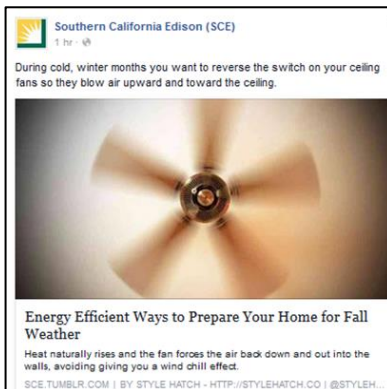 Southern California Edison (SCE)
1 hr ·
During cold, winter months you want to reverse the switch on your ceiling
fans so they blow air upward and toward the ceiling.
Energy Efficient Ways to Prepare Your Home for Fall
Weather
Heat naturally rises and the fan forces the air back down and out into the
walls, avoiding giving you a wind chill effect.
SCE.TUMBLR.COM | BY STYLE HATCH - HTTP://STYLEHATCH.CO | @STYLEH...